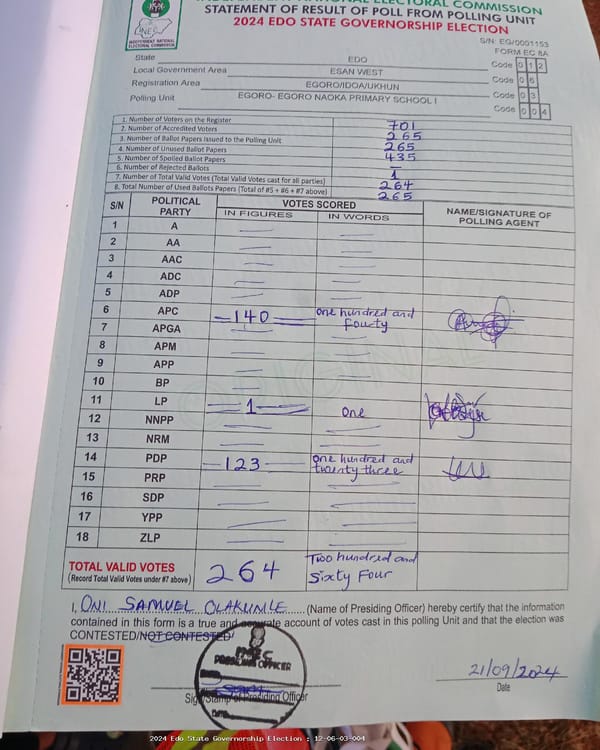 INDEPENDENT NATIONAL ELECTORAL COMMISSION
STATEMENT OF RESULT OF POLL FROM POLLING UNIT
2024 EDO STATE GOVERNORSHIP ELECTION
INEC
INDEPENDENT NATIONAL ELECTORAL COMMISSION
S/N: EG/0001153
FORM EC 8A
State EDO Code 0 1 2
Local Government Area ESAN WEST Code 0 6
Registration Area EGORO/IDOA/UKHUN Code 0 3
Polling Unit EGORO- EGORO NAOKA PRIMARY SCHOOL I Code 0 0 4
1. Number of Voters on the Register 701
2. Number of Accredited Voters 265
3. Number of Ballot Papers Issued to the Polling Unit 265
4. Number of Unused Ballot Papers 435
5. Number of Spoiled Ballot Papers —
6. Number of Rejected Ballots 1
7. Number of Total Valid Votes (Total Valid Votes cast for all parties) 264
8. Total Number of Used Ballots Papers (Total of #5 + #6 + #7 above) 265
S/N POLITICAL PARTY VOTES SCORED NAME/SIGNATURE OF POLLING AGENT
IN FIGURES IN WORDS
1 A
2 AA
3 AAC
4 ADC
5 ADP
6 APC 140 one hundred and fourty
7 APGA
8 APM
9 APP
10 BP
11 LP 1 One
12 NNPP
13 NRM
14 PDP 123 one hundred and twenty three
15 PRP
16 SDP
17 YPP
18 ZLP
TOTAL VALID VOTES 264 Two hundred and Sixty Four
(Record Total Valid Votes under #7 above)
I, ONI SAMUEL OLAKUNLE (Name of Presiding Officer) hereby certify that the information
contained in this form is a true and accurate account of votes cast in this polling Unit and that the election was
CONTESTED/NOT CONTESTED/
INEC
PRESIDING OFFICER
Sign/Stamp of Presiding Officer
21/09/2024
Date
2024 Edo State Governorship Election : 12-06-03-004